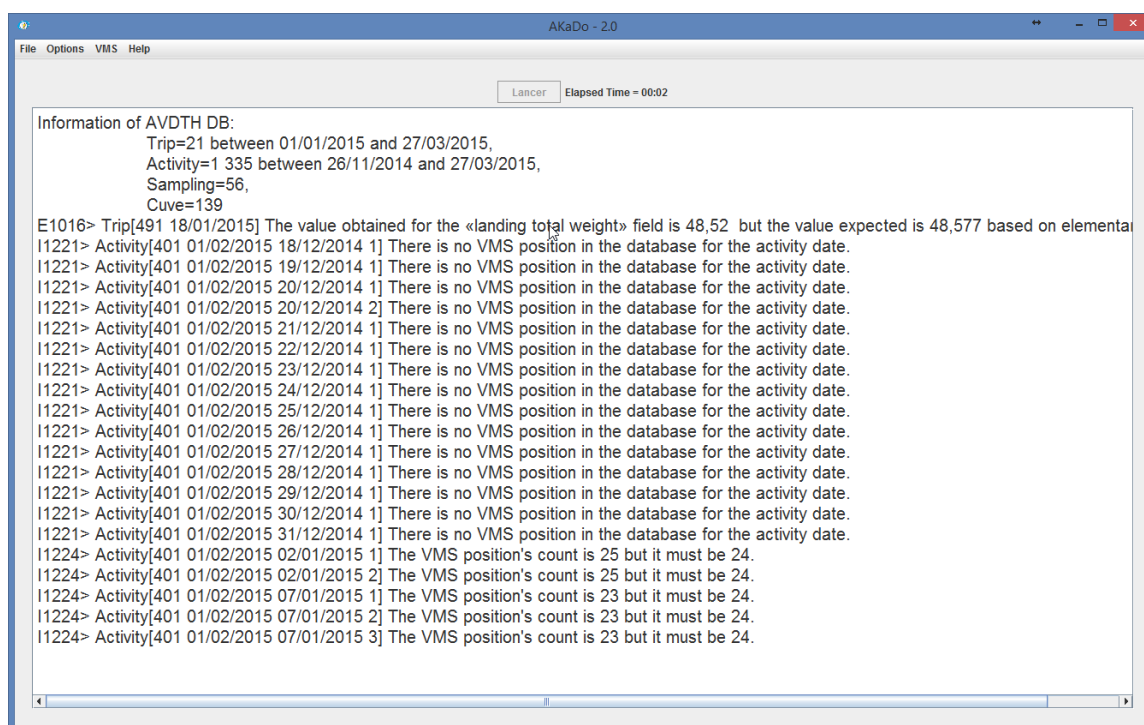 AKaDo - 2.0
File Options VMS Help
Lancer Elapsed Time = 00:02
Information of AVDTH DB:
Trip=21 between 01/01/2015 and 27/03/2015,
Activity=1 335 between 26/11/2014 and 27/03/2015,
Sampling=56,
Cuve=139
E1016> Trip[491 18/01/2015] The value obtained for the «landing total weight» field is 48,52 but the value expected is 48,577 based on elementa
I1221> Activity[401 01/02/2015 18/12/2014 1] There is no VMS position in the database for the activity date.
I1221> Activity[401 01/02/2015 19/12/2014 1] There is no VMS position in the database for the activity date.
I1221> Activity[401 01/02/2015 20/12/2014 1] There is no VMS position in the database for the activity date.
I1221> Activity[401 01/02/2015 20/12/2014 2] There is no VMS position in the database for the activity date.
I1221> Activity[401 01/02/2015 21/12/2014 1] There is no VMS position in the database for the activity date.
I1221> Activity[401 01/02/2015 22/12/2014 1] There is no VMS position in the database for the activity date.
I1221> Activity[401 01/02/2015 23/12/2014 1] There is no VMS position in the database for the activity date.
I1221> Activity[401 01/02/2015 24/12/2014 1] There is no VMS position in the database for the activity date.
I1221> Activity[401 01/02/2015 25/12/2014 1] There is no VMS position in the database for the activity date.
I1221> Activity[401 01/02/2015 26/12/2014 1] There is no VMS position in the database for the activity date.
I1221> Activity[401 01/02/2015 27/12/2014 1] There is no VMS position in the database for the activity date.
I1221> Activity[401 01/02/2015 28/12/2014 1] There is no VMS position in the database for the activity date.
I1221> Activity[401 01/02/2015 29/12/2014 1] There is no VMS position in the database for the activity date.
I1221> Activity[401 01/02/2015 30/12/2014 1] There is no VMS position in the database for the activity date.
I1221> Activity[401 01/02/2015 31/12/2014 1] There is no VMS position in the database for the activity date.
I1224> Activity[401 01/02/2015 02/01/2015 1] The VMS position's count is 25 but it must be 24.
I1224> Activity[401 01/02/2015 02/01/2015 2] The VMS position's count is 25 but it must be 24.
I1224> Activity[401 01/02/2015 07/01/2015 1] The VMS position's count is 23 but it must be 24.
I1224> Activity[401 01/02/2015 07/01/2015 2] The VMS position's count is 23 but it must be 24.
I1224> Activity[401 01/02/2015 07/01/2015 3] The VMS position's count is 23 but it must be 24.